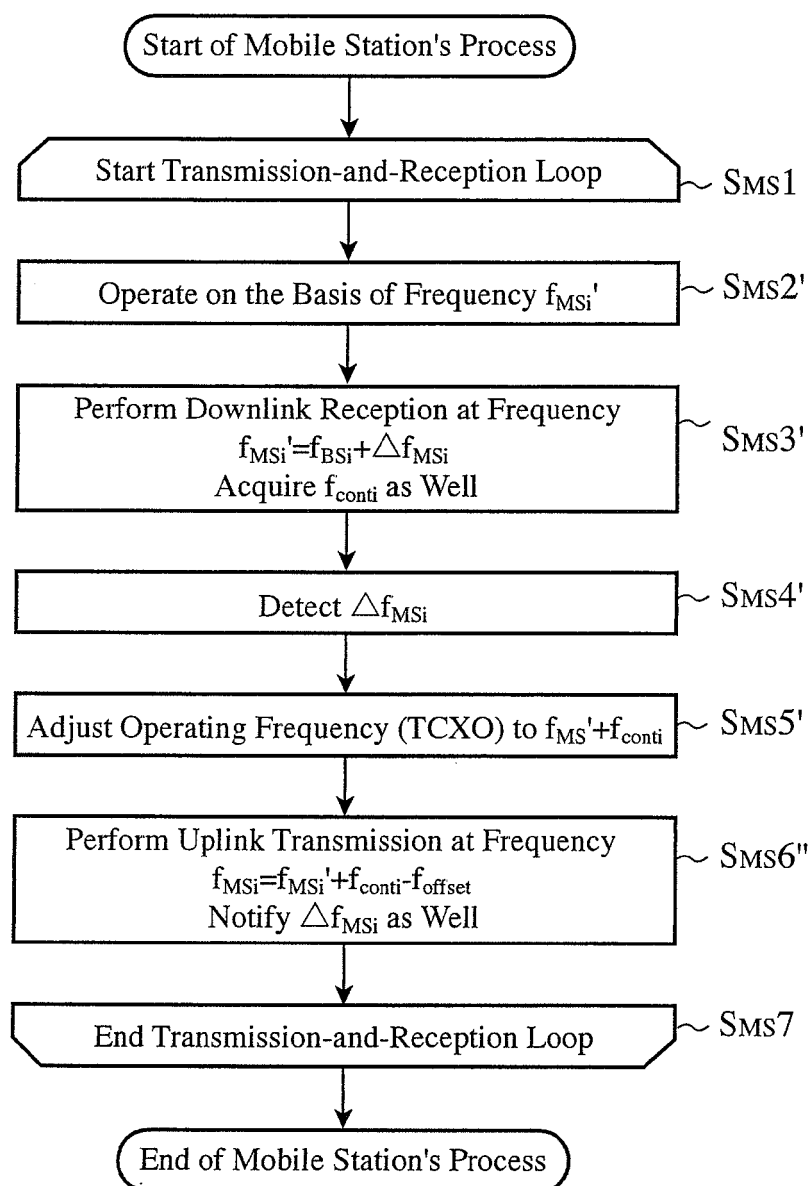 Start of Mobile Station's Process
Start Transmission-and-Reception Loop
SMS1
Operate on the Basis of Frequency fMSi'
SMS2'
Perform Downlink Reception at Frequency
fMSi'=fBSi+△fMSi
Acquire fconti as Well
SMS3'
Detect △fMSi
SMS4'
Adjust Operating Frequency (TCXO) to fMS'+fconti
SMS5'
Perform Uplink Transmission at Frequency
fMSi=fMSi'+fconti-foffset
Notify △fMSi as Well
SMS6"
End Transmission-and-Reception Loop
SMS7
End of Mobile Station's Process